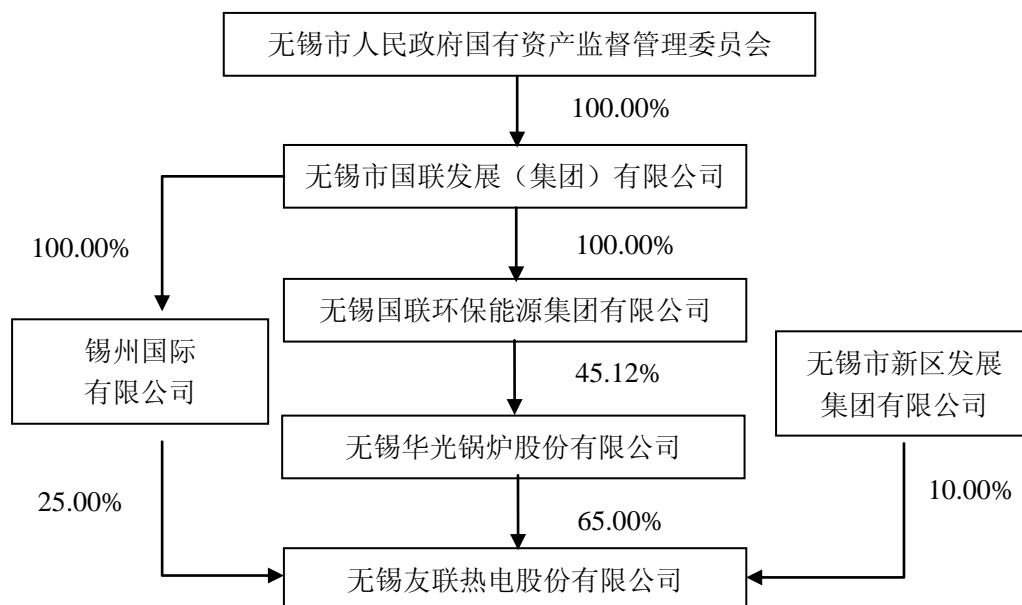 无锡市人民政府国有资产监督管理委员会
100.00%
无锡市国联发展（集团）有限公司
100.00%
100.00%
无锡国联环保能源集团有限公司
锡州国际
有限公司
45.12%
无锡市新区发展
集团有限公司
无锡华光锅炉股份有限公司
25.00%
65.00%
10.00%
无锡友联热电股份有限公司